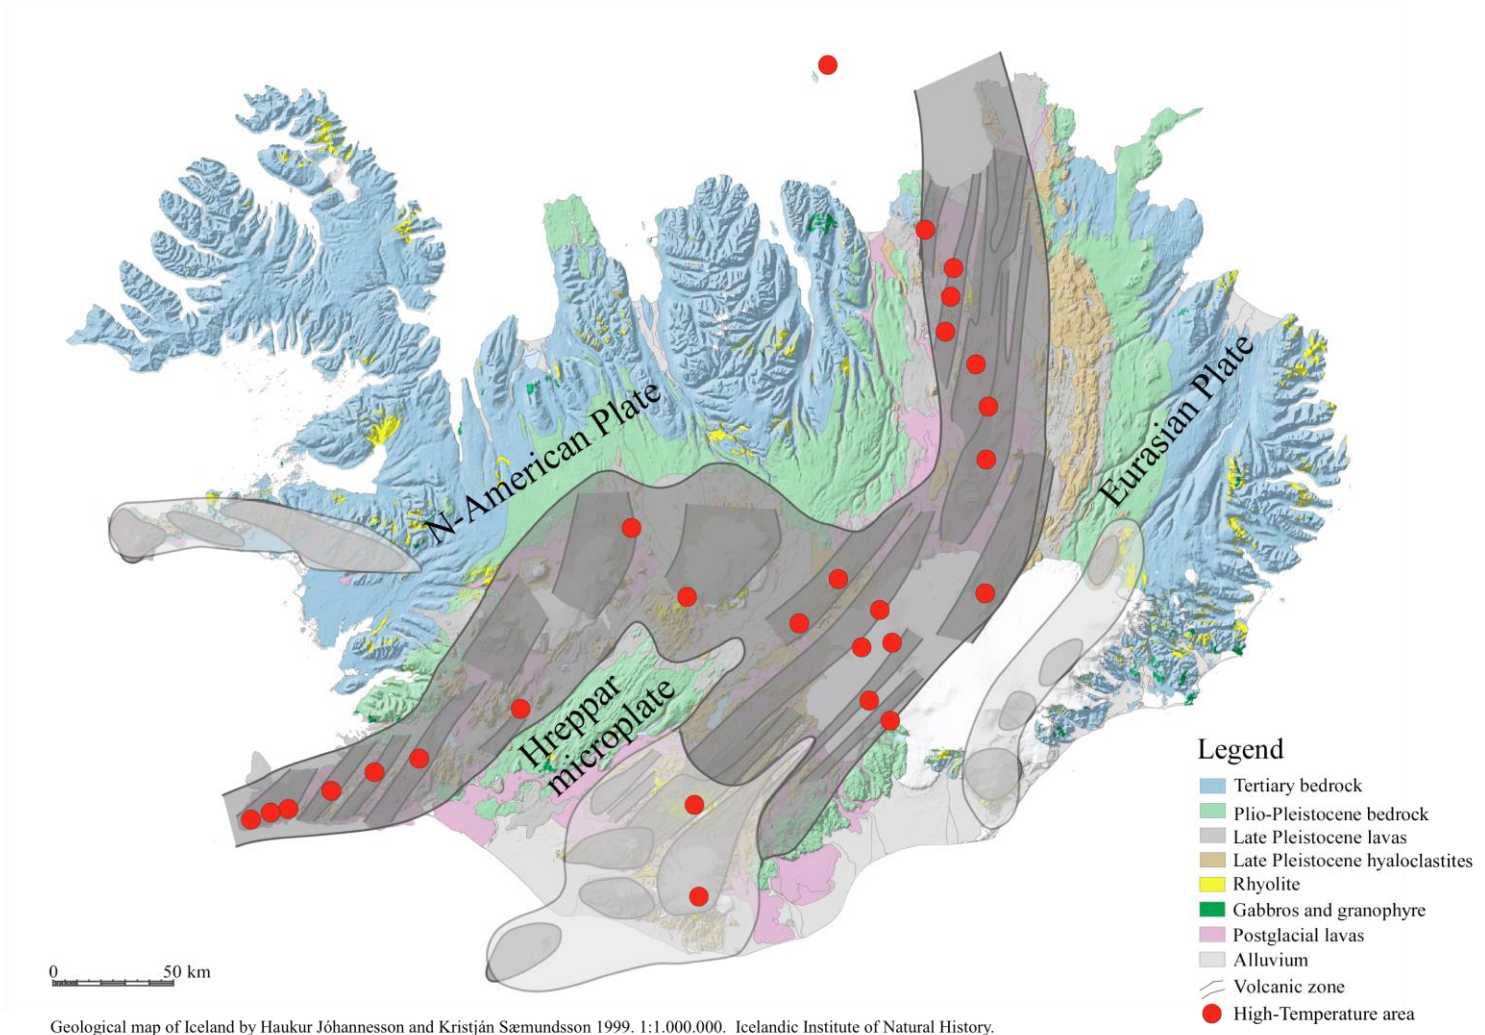 N-American Plate
Eurasian Plate
Hreppar
microplate
Legend
Tertiary bedrock
Plio-Pleistocene bedrock
Late Pleistocene lavas
Late Pleistocene hyaloclastites
Rhyolite
Gabbros and granophyre
Postglacial lavas
Alluvium
Volcanic zone
High-Temperature area
0 50 km
Geological map of Iceland by Haukur Jóhannesson and Kristján Sæmundsson 1999. 1:1.000.000. Icelandic Institute of Natural History.